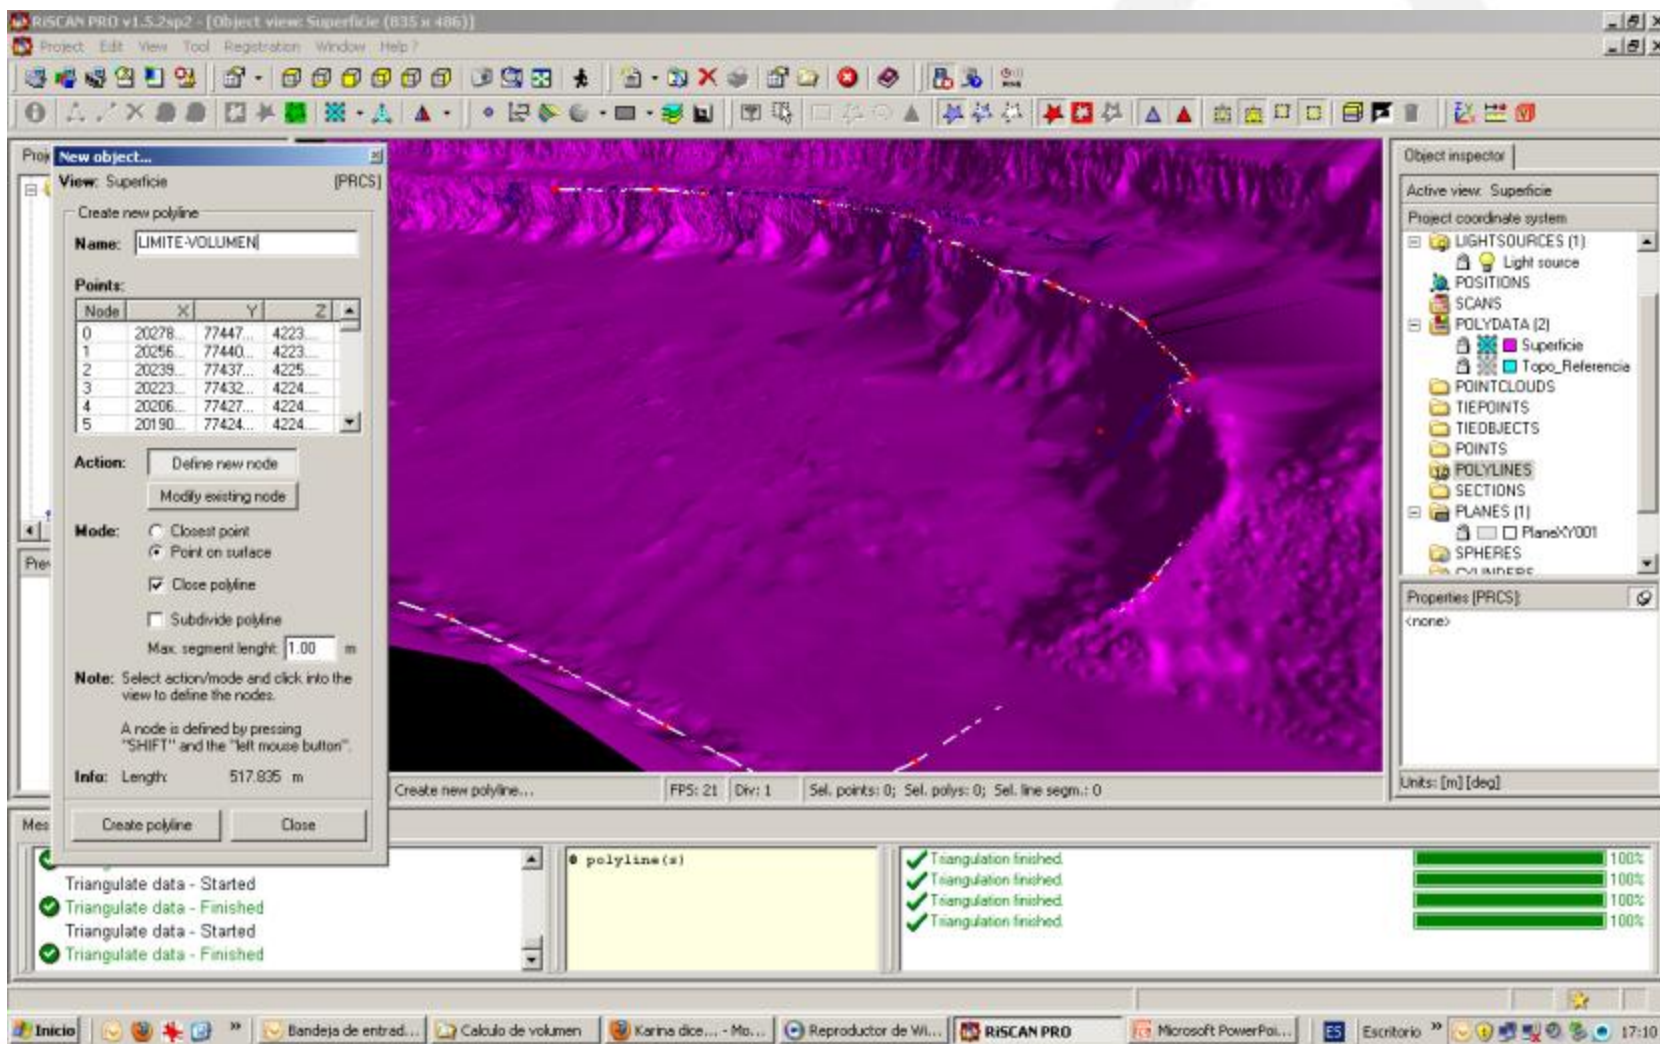 RiSCAN PRO v1.5.2sp2 - [Object view: Superficie (835 x 486)]
Project Edit View Tool Registration Window Help ?
New object...
View: Superficie [PRCS]
Create new polyline
Name: LIMITE-VOLUMEN
Points:
Node X Y Z
0 20278... 77447... 4223....
1 20256... 77440... 4223....
2 20239... 77437... 4225....
3 20223... 77432... 4224....
4 20206... 77427... 4224....
5 20190... 77424... 4224....
Action: Define new node
Modify existing node
Mode: Closest point
Point on surface
Close polyline
Subdivide polyline
Max. segment lenght: 1.00 m
Note: Select action/mode and click into the
view to define the nodes.
A node is defined by pressing
"SHIFT" and the "left mouse button".
Info: Length: 517.835 m
Create polyline Close
Create new polyline... FPS: 21 Div: 1 Sel. points: 0; Sel. polys: 0; Sel. line segm.: 0
Object inspector
Active view: Superficie
Project coordinate system
LIGHTSOURCES (1)
Light source
POSITIONS
SCANS
POLYDATA (2)
Superficie
Topo_Referencia
POINTCLOUDS
TIEPOINTS
TIEOBJECTS
POINTS
POLYLINES
SECTIONS
PLANES (1)
PlaneXY001
SPHERES
CYLINDERS
Properties [PRCS]:
<none>
Units: [m] [deg]
Mes
Triangulate data - Started
Triangulate data - Finished
Triangulate data - Started
Triangulate data - Finished
0 polyline(s)
Triangulation finished. 100%
Triangulation finished. 100%
Triangulation finished. 100%
Triangulation finished. 100%
Inicio Bandeja de entrad... Calculo de volumen Karina dice... - Mo... Reproductor de Wi... RiSCAN PRO Microsoft PowerPoi... ES Escritorio 17:10